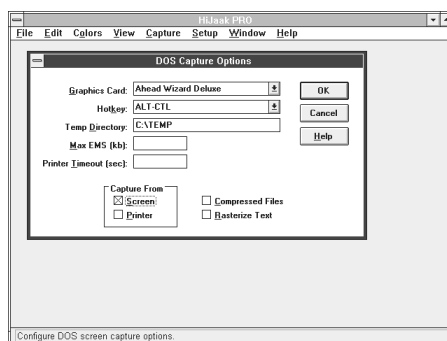 HiJaak PRO
File Edit Colors View Capture Setup Window Help
DOS Capture Options
Graphics Card: Ahead Wizard Deluxe
OK
Hotkey: ALT-CTL
Cancel
Temp Directory: C:\TEMP
Help
Max EMS (kb):
Printer Timeout (sec):
Capture From
Screen
Compressed Files
Printer
Rasterize Text
Configure DOS screen capture options.